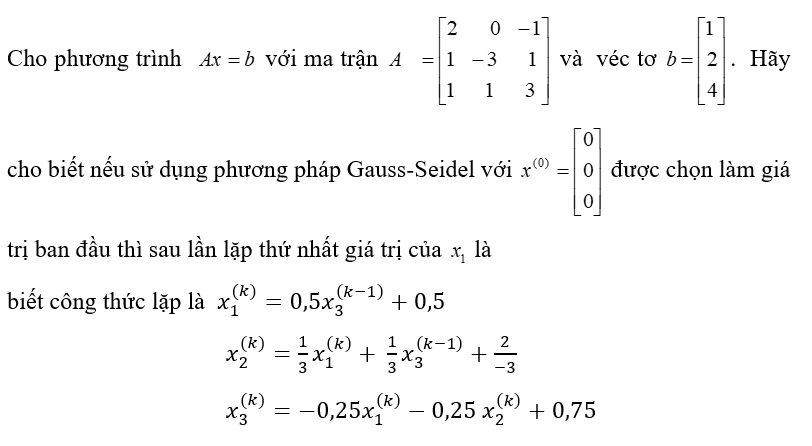 Cho phương trình Ax = b với ma trận A = [2 0 −1; 1 −3 1; 1 1 3] và véc tơ b = [1; 2; 4]. Hãy
cho biết nếu sử dụng phương pháp Gauss-Seidel với x^(0) = [0; 0; 0] được chọn làm giá
trị ban đầu thì sau lần lặp thứ nhất giá trị của x₁ là
biết công thức lặp là x₁^(k) = 0,5x₃^(k−1) + 0,5
x₂^(k) = 1/3 x₁^(k) + 1/3 x₃^(k−1) + 2/−3
x₃^(k) = −0,25x₁^(k) − 0,25 x₂^(k) + 0,75